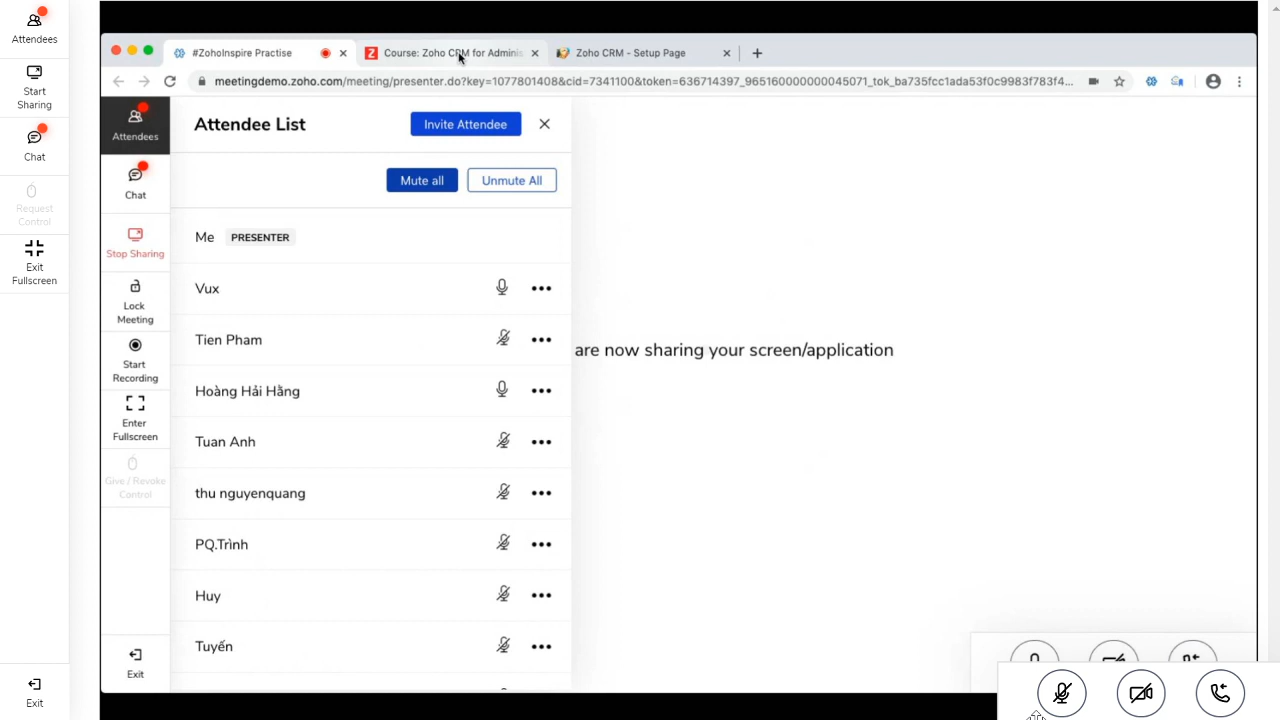 Attendees
Start
Sharing
Chat
Request
Control
Exit
Fullscreen
Exit
#ZohoInspire Practise
Course: Zoho CRM for Adminis
Zoho CRM - Setup Page
meetingdemo.zoho.com/meeting/presenter.do?key=1077801408&cid=7341100&token=636714397_965160000000045071_tok_ba735fcc1ada53f0c9983f783f4...
Attendees
Chat
Stop Sharing
Lock
Meeting
Start
Recording
Enter
Fullscreen
Give / Revoke
Control
Exit
Attendee List
Invite Attendee
Mute all
Unmute All
Me PRESENTER
Vux
Tien Pham
Hoàng Hải Hằng
Tuan Anh
thu nguyenquang
PQ.Trình
Huy
Tuyến
are now sharing your screen/application